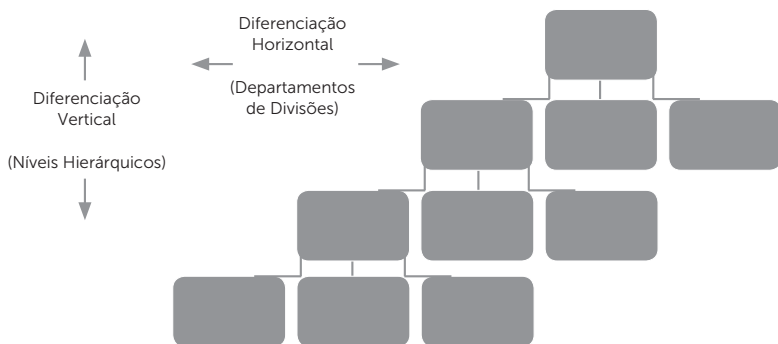 Diferenciação
Horizontal
(Departamentos
de Divisões)
Diferenciação
Vertical
(Níveis Hierárquicos)